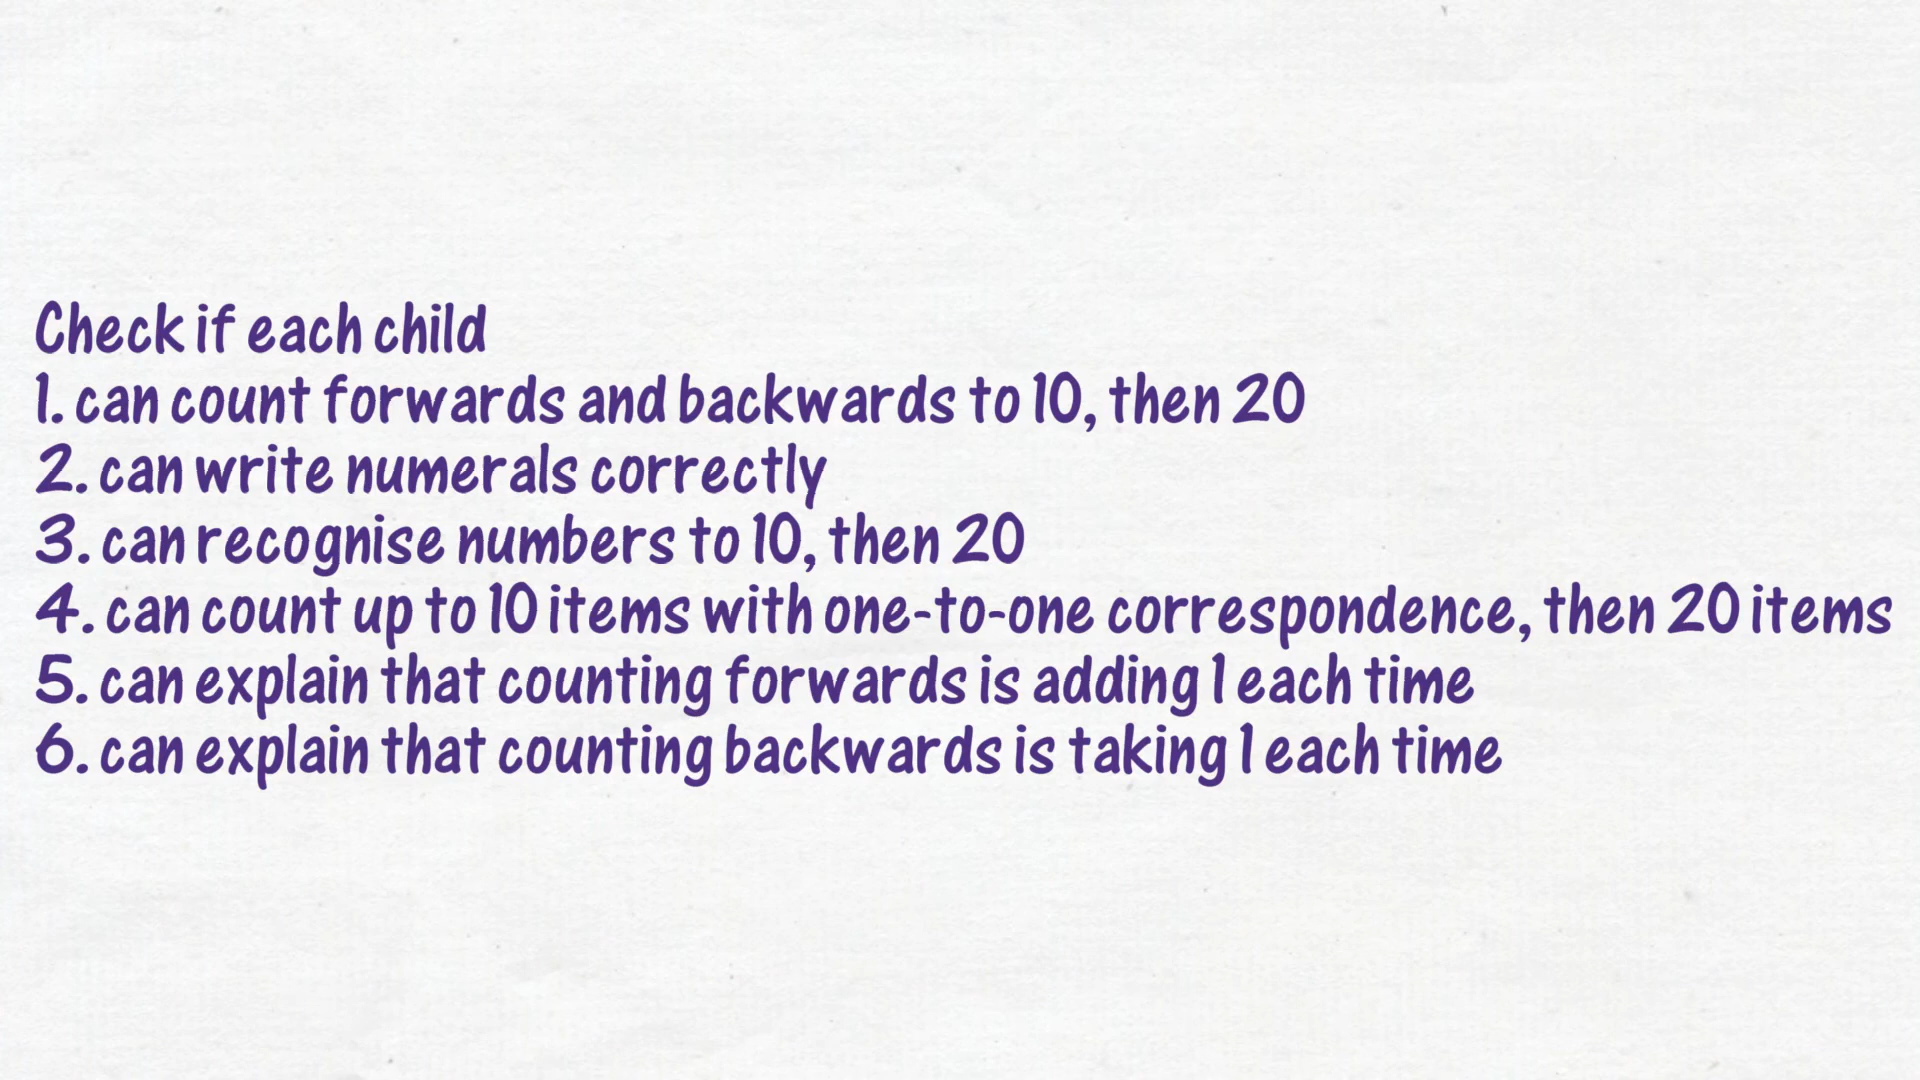 Check if each child
1. can count forwards and backwards to 10, then 20
2. can write numerals correctly
3. can recognise numbers to 10, then 20
4. can count up to 10 items with one-to-one correspondence, then 20 items
5. can explain that counting forwards is adding 1 each time
6. can explain that counting backwards is taking 1 each time